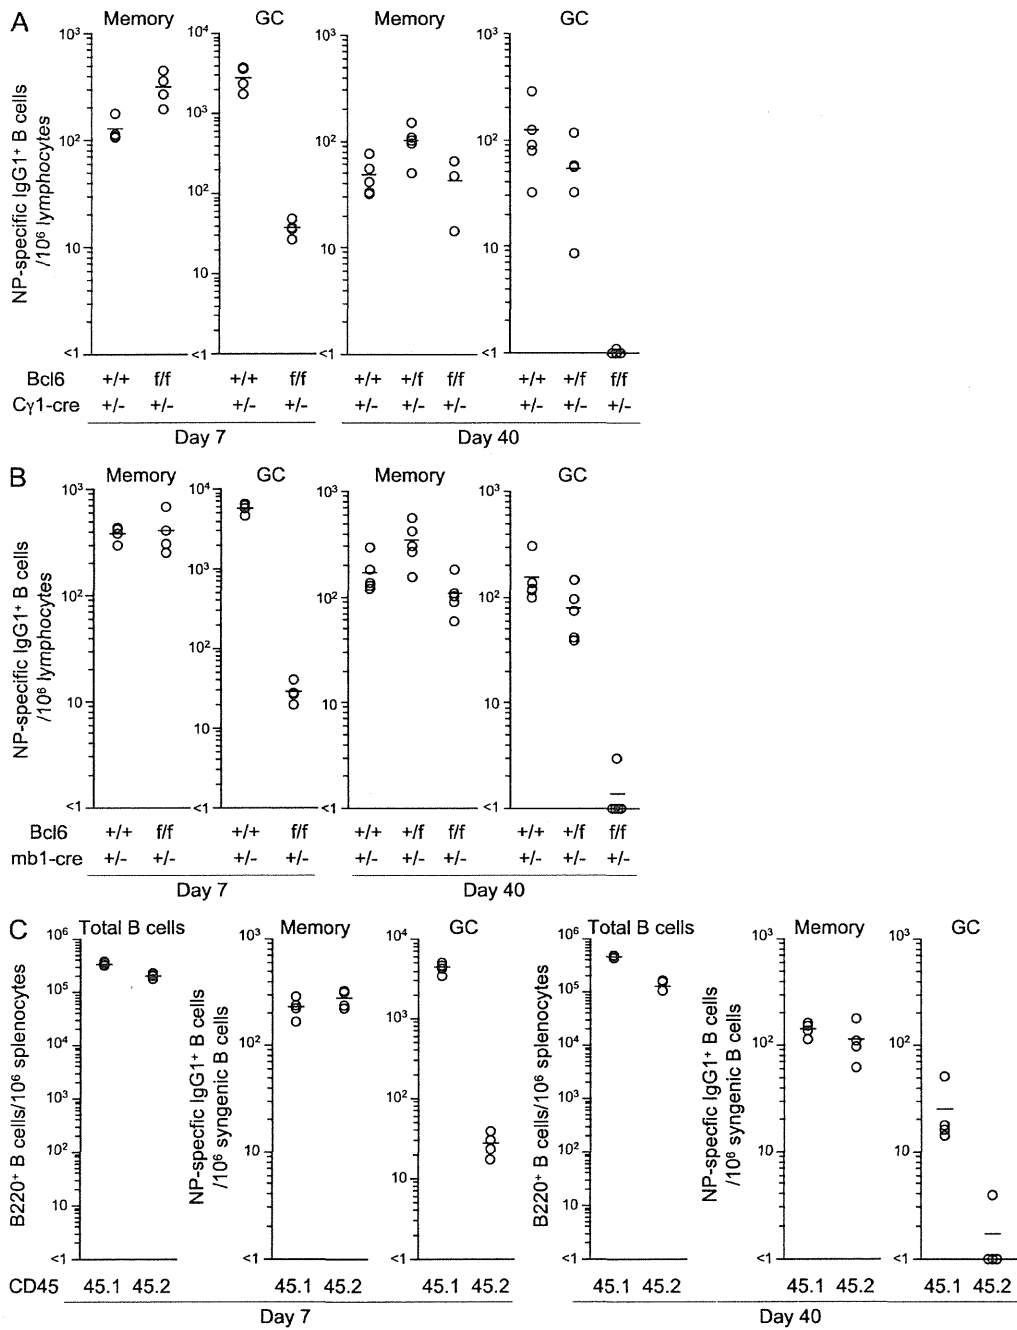 A
Memory
GC
Memory
GC
NP-specific IgG1⁺ B cells
/10⁶ lymphocytes
10³
10²
10
<1
10⁴
10³
10²
10
<1
10³
10²
10
<1
10³
10²
10
<1
Bcl6 +/+ f/f +/+ f/f +/+ +/f f/f +/+ +/f f/f
Cγ1-cre +/- +/- +/- +/- +/- +/- +/- +/- +/- +/-
Day 7
Day 40
B
Memory
GC
Memory
GC
NP-specific IgG1⁺ B cells
/10⁶ lymphocytes
10³
10²
10
<1
10⁴
10³
10²
10
<1
10³
10²
10
<1
10³
10²
10
<1
Bcl6 +/+ f/f +/+ f/f +/+ +/f f/f +/+ +/f f/f
mb1-cre +/- +/- +/- +/- +/- +/- +/- +/- +/- +/-
Day 7
Day 40
C
Total B cells
Memory
GC
Total B cells
Memory
GC
B220⁺ B cells/10⁶ splenocytes
10⁶
10⁵
10⁴
10³
10²
10
<1
NP-specfic IgG1⁺ B cells
/10⁶ syngenic B cells
10³
10²
10
<1
10⁴
10³
10²
10
<1
B220⁺ B cells/10⁶ splenocytes
10⁶
10⁵
10⁴
10³
10²
10
<1
NP-specfic IgG1⁺ B cells
/10⁶ syngenic B cells
10³
10²
10
<1
10³
10²
10
<1
CD45 45.1 45.2 45.1 45.2 45.1 45.2 45.1 45.2 45.1 45.2 45.1 45.2
Day 7
Day 40